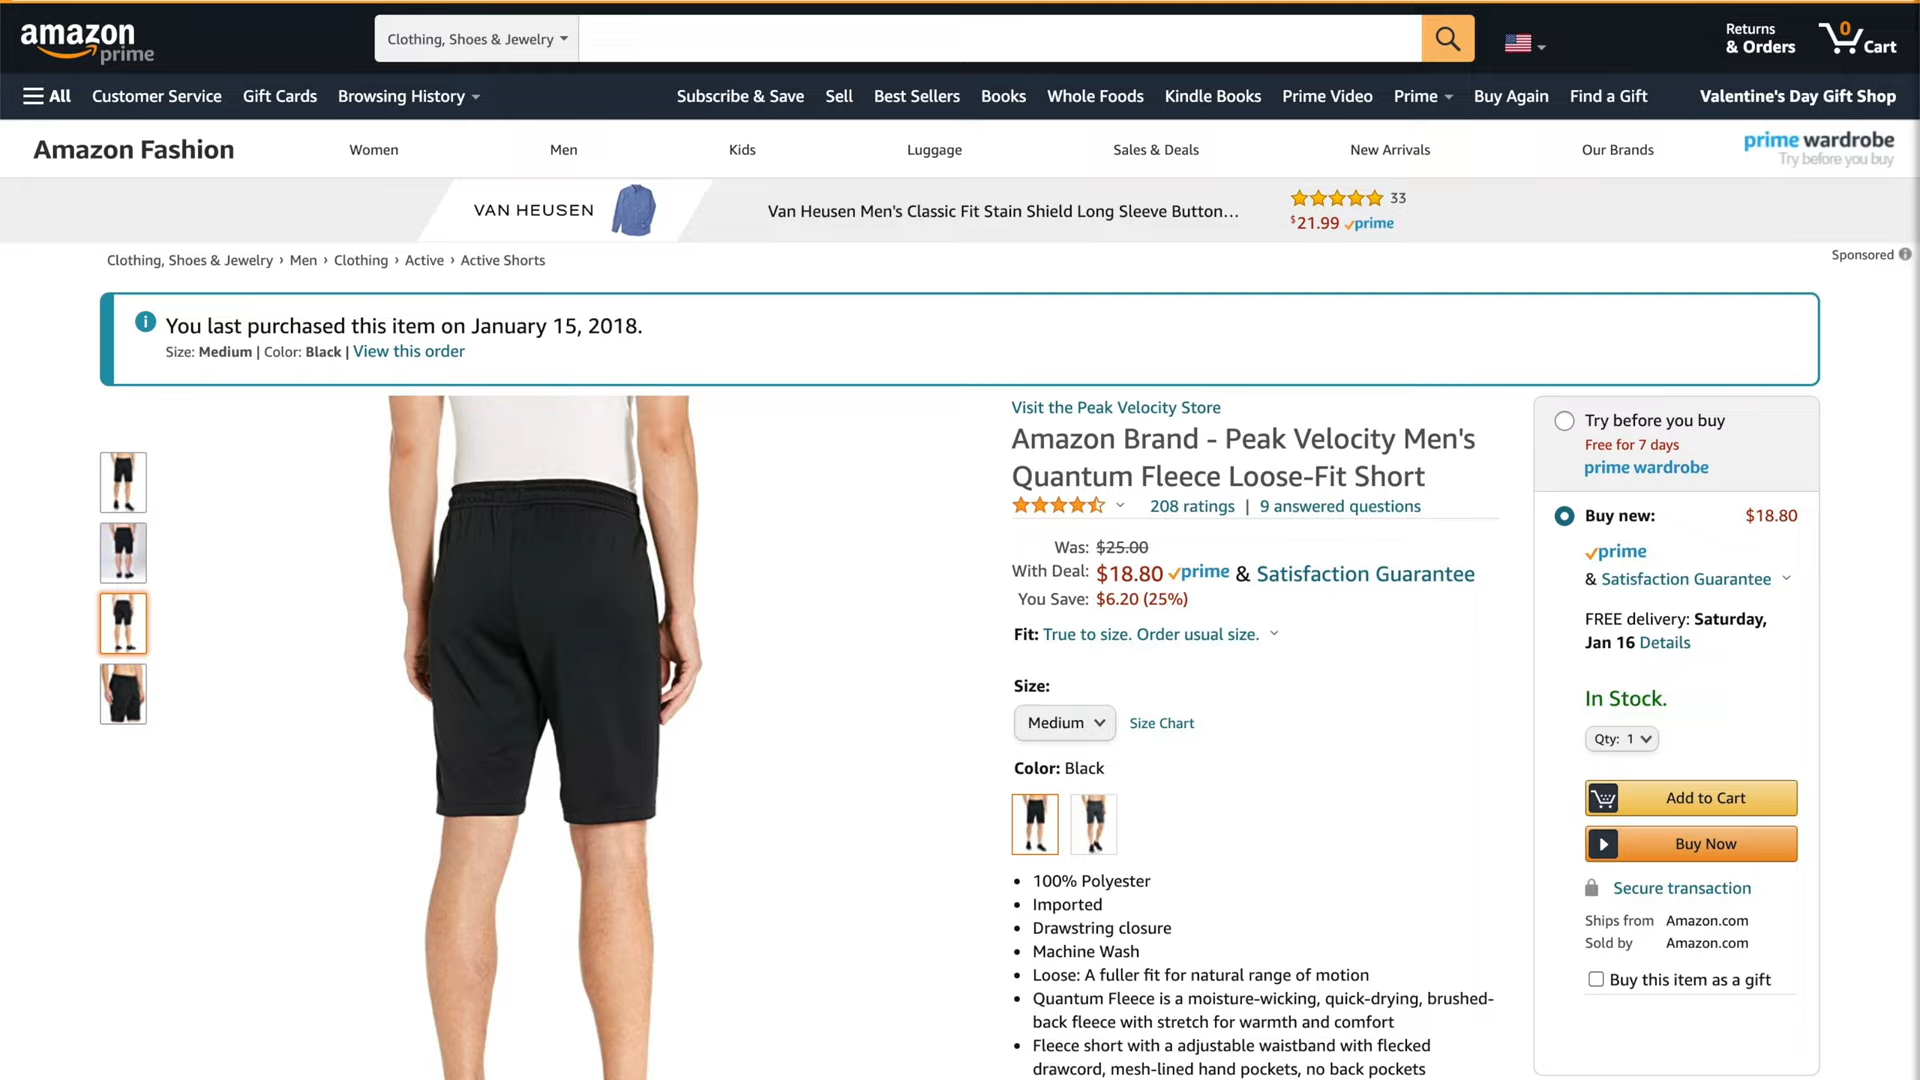 amazon prime
Clothing, Shoes & Jewelry
Returns & Orders
0 Cart
All Customer Service Gift Cards Browsing History Subscribe & Save Sell Best Sellers Books Whole Foods Kindle Books Prime Video Prime Buy Again Find a Gift Valentine's Day Gift Shop
Amazon Fashion Women Men Kids Luggage Sales & Deals New Arrivals Our Brands prime wardrobe
Try before you buy
VAN HEUSEN Van Heusen Men's Classic Fit Stain Shield Long Sleeve Button… 33
$21.99 prime
Clothing, Shoes & Jewelry › Men › Clothing › Active › Active Shorts
Sponsored
You last purchased this item on January 15, 2018.
Size: Medium | Color: Black | View this order
Visit the Peak Velocity Store
Amazon Brand - Peak Velocity Men's
Quantum Fleece Loose-Fit Short
208 ratings | 9 answered questions
Was: $25.00
With Deal: $18.80 prime & Satisfaction Guarantee
You Save: $6.20 (25%)
Fit: True to size. Order usual size.
Size:
Medium Size Chart
Color: Black
100% Polyester
Imported
Drawstring closure
Machine Wash
Loose: A fuller fit for natural range of motion
Quantum Fleece is a moisture-wicking, quick-drying, brushed-
back fleece with stretch for warmth and comfort
Fleece short with a adjustable waistband with flecked
drawcord, mesh-lined hand pockets, no back pockets
Try before you buy
Free for 7 days
prime wardrobe
Buy new: $18.80
prime
& Satisfaction Guarantee
FREE delivery: Saturday,
Jan 16 Details
In Stock.
Qty: 1
Add to Cart
Buy Now
Secure transaction
Ships from Amazon.com
Sold by Amazon.com
Buy this item as a gift